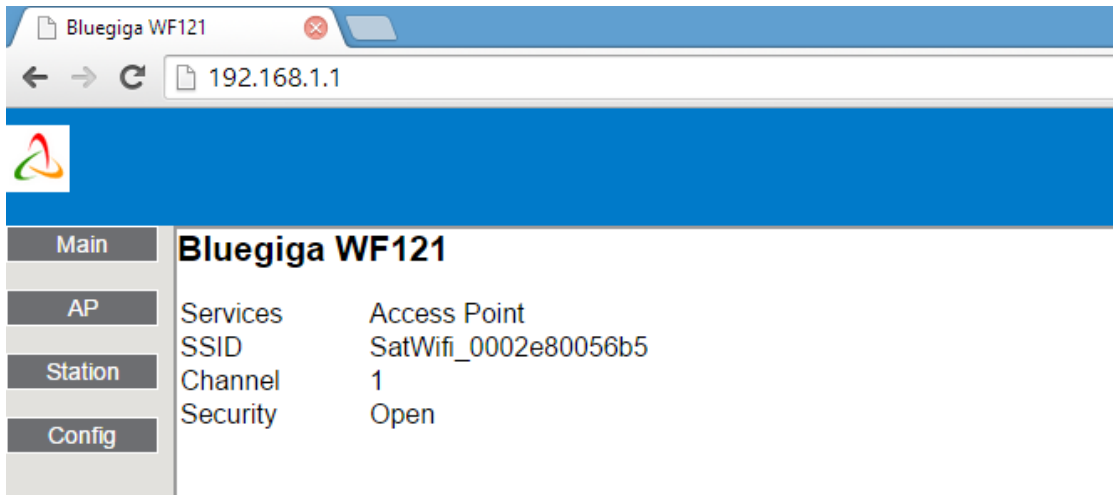 Bluegiga WF121
192.168.1.1
Main
AP
Station
Config
Bluegiga WF121
Services Access Point
SSID SatWifi_0002e80056b5
Channel 1
Security Open